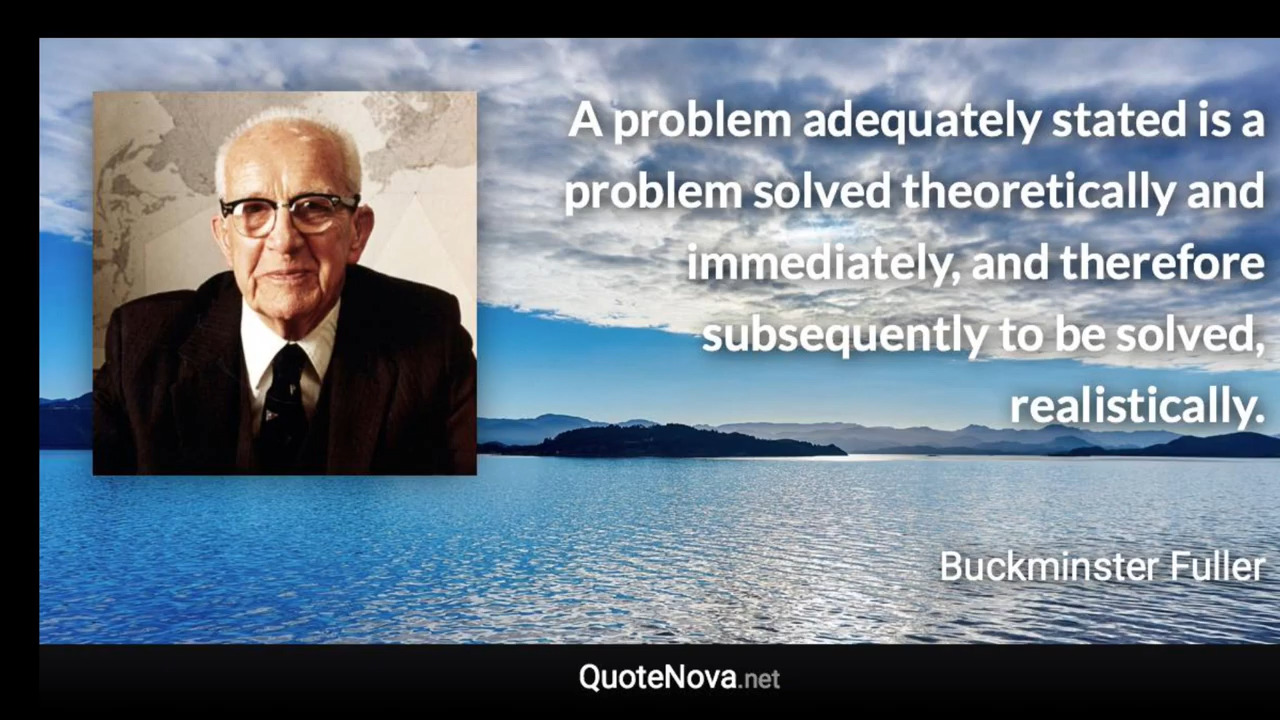 A problem adequately stated is a
problem solved theoretically and
immediately, and therefore
subsequently to be solved,
realistically.
Buckminster Fuller
QuoteNova.net